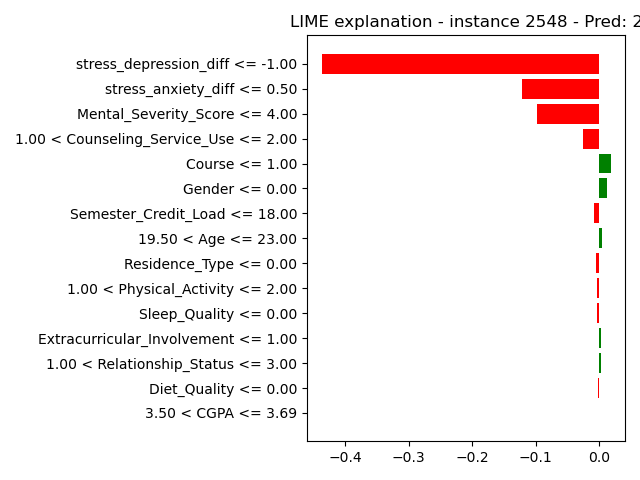 LIME explanation - instance 2548 - Pred: 2
stress_depression_diff <= -1.00
stress_anxiety_diff <= 0.50
Mental_Severity_Score <= 4.00
1.00 < Counseling_Service_Use <= 2.00
Course <= 1.00
Gender <= 0.00
Semester_Credit_Load <= 18.00
19.50 < Age <= 23.00
Residence_Type <= 0.00
1.00 < Physical_Activity <= 2.00
Sleep_Quality <= 0.00
Extracurricular_Involvement <= 1.00
1.00 < Relationship_Status <= 3.00
Diet_Quality <= 0.00
3.50 < CGPA <= 3.69
−0.4 −0.3 −0.2 −0.1 0.0